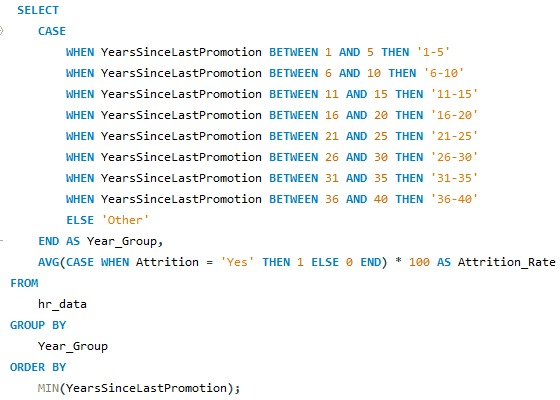 SELECT
CASE
WHEN YearsSinceLastPromotion BETWEEN 1 AND 5 THEN '1-5'
WHEN YearsSinceLastPromotion BETWEEN 6 AND 10 THEN '6-10'
WHEN YearsSinceLastPromotion BETWEEN 11 AND 15 THEN '11-15'
WHEN YearsSinceLastPromotion BETWEEN 16 AND 20 THEN '16-20'
WHEN YearsSinceLastPromotion BETWEEN 21 AND 25 THEN '21-25'
WHEN YearsSinceLastPromotion BETWEEN 26 AND 30 THEN '26-30'
WHEN YearsSinceLastPromotion BETWEEN 31 AND 35 THEN '31-35'
WHEN YearsSinceLastPromotion BETWEEN 36 AND 40 THEN '36-40'
ELSE 'Other'
END AS Year_Group,
AVG(CASE WHEN Attrition = 'Yes' THEN 1 ELSE 0 END) * 100 AS Attrition_Rate
FROM
hr_data
GROUP BY
Year_Group
ORDER BY
MIN(YearsSinceLastPromotion);